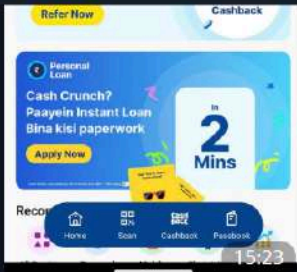 Refer Now
Cashback
Personal
Loan
Cash Crunch?
Paayein Instant Loan
Bina kisi paperwork
Apply Now
in
2
Mins
Recor
Home
Scan
Cashback
Passbook
15:23